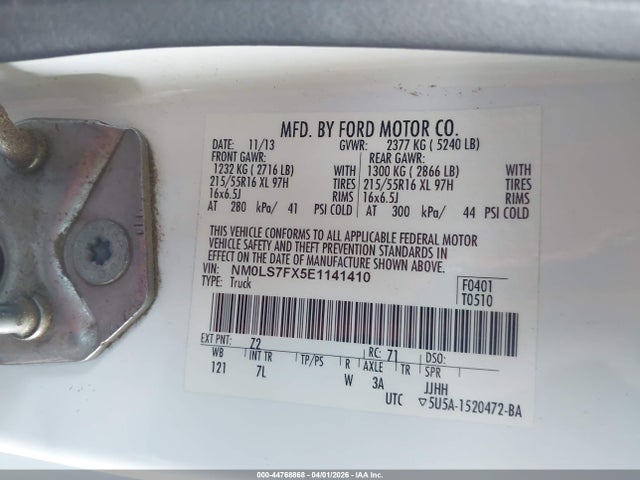 MFD. BY FORD MOTOR CO.
DATE: 11/13 GVWR: 2377 KG ( 5240 LB)
FRONT GAWR: REAR GAWR:
1232 KG ( 2716 LB) WITH 1300 KG ( 2866 LB) WITH
215/55R16 XL 97H TIRES 215/55R16 XL 97H TIRES
16x6.5J RIMS 16x6.5J RIMS
AT 280 kPa/ 41 PSI COLD AT 300 kPa/ 44 PSI COLD
THIS VEHICLE CONFORMS TO ALL APPLICABLE FEDERAL MOTOR
VEHICLE SAFETY AND THEFT PREVENTION STANDARDS IN
EFFECT ON THE DATE OF MANUFACTURE SHOWN ABOVE.
VIN: NM0LS7FX5E1141410 F0401
TYPE: Truck T0510
EXT PNT: Z2 RC: 71 DSO:
WB INT TR TP/PS R AXLE TR SPR
121 7L W 3A JJHH
UTC ▽5U5A-1520472-BA
000-44768868 - 04/01/2026 - IAA Inc.